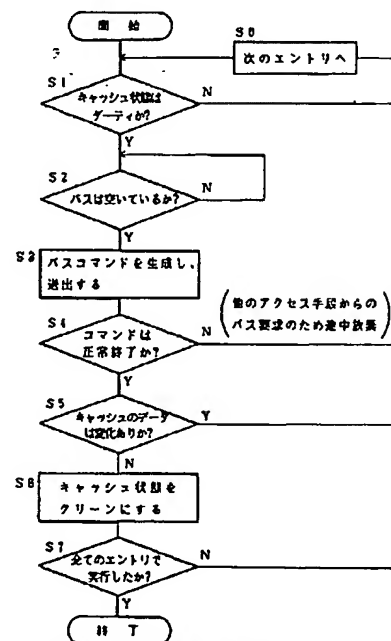 開 始
S8
次のエントリへ
S1
キャッシュ状態は
ダーティか?
N
Y
S2
バスは空いているか?
N
Y
S3
バスコマンドを生成し、
送出する
S4
コマンドは
正常終了か?
N
(他のアクセス手段からの
バス要求のため途中放棄)
Y
S5
キャッシュのデータ
は変化ありか?
Y
N
S6
キャッシュ状態を
クリーンにする
S7
全てのエントリで
実行したか?
N
Y
終 了